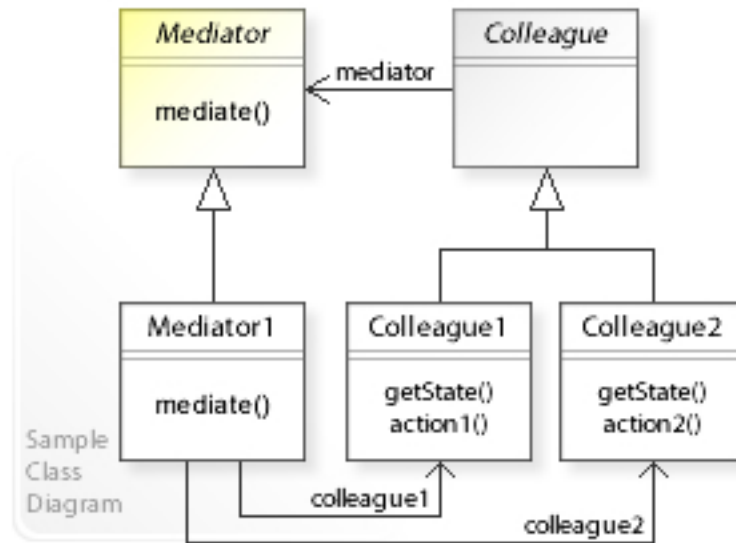 Mediator
Colleague
mediator
mediate()
Mediator1
Colleague1
Colleague2
mediate()
getState()
action1()
getState()
action2()
Sample
Class
Diagram
colleague1
colleague2